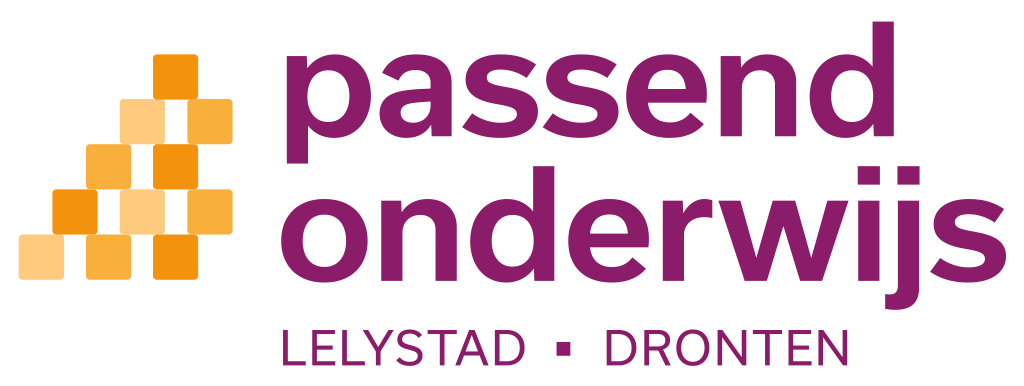 passend
onderwijs
LELYSTAD ▪ DRONTEN